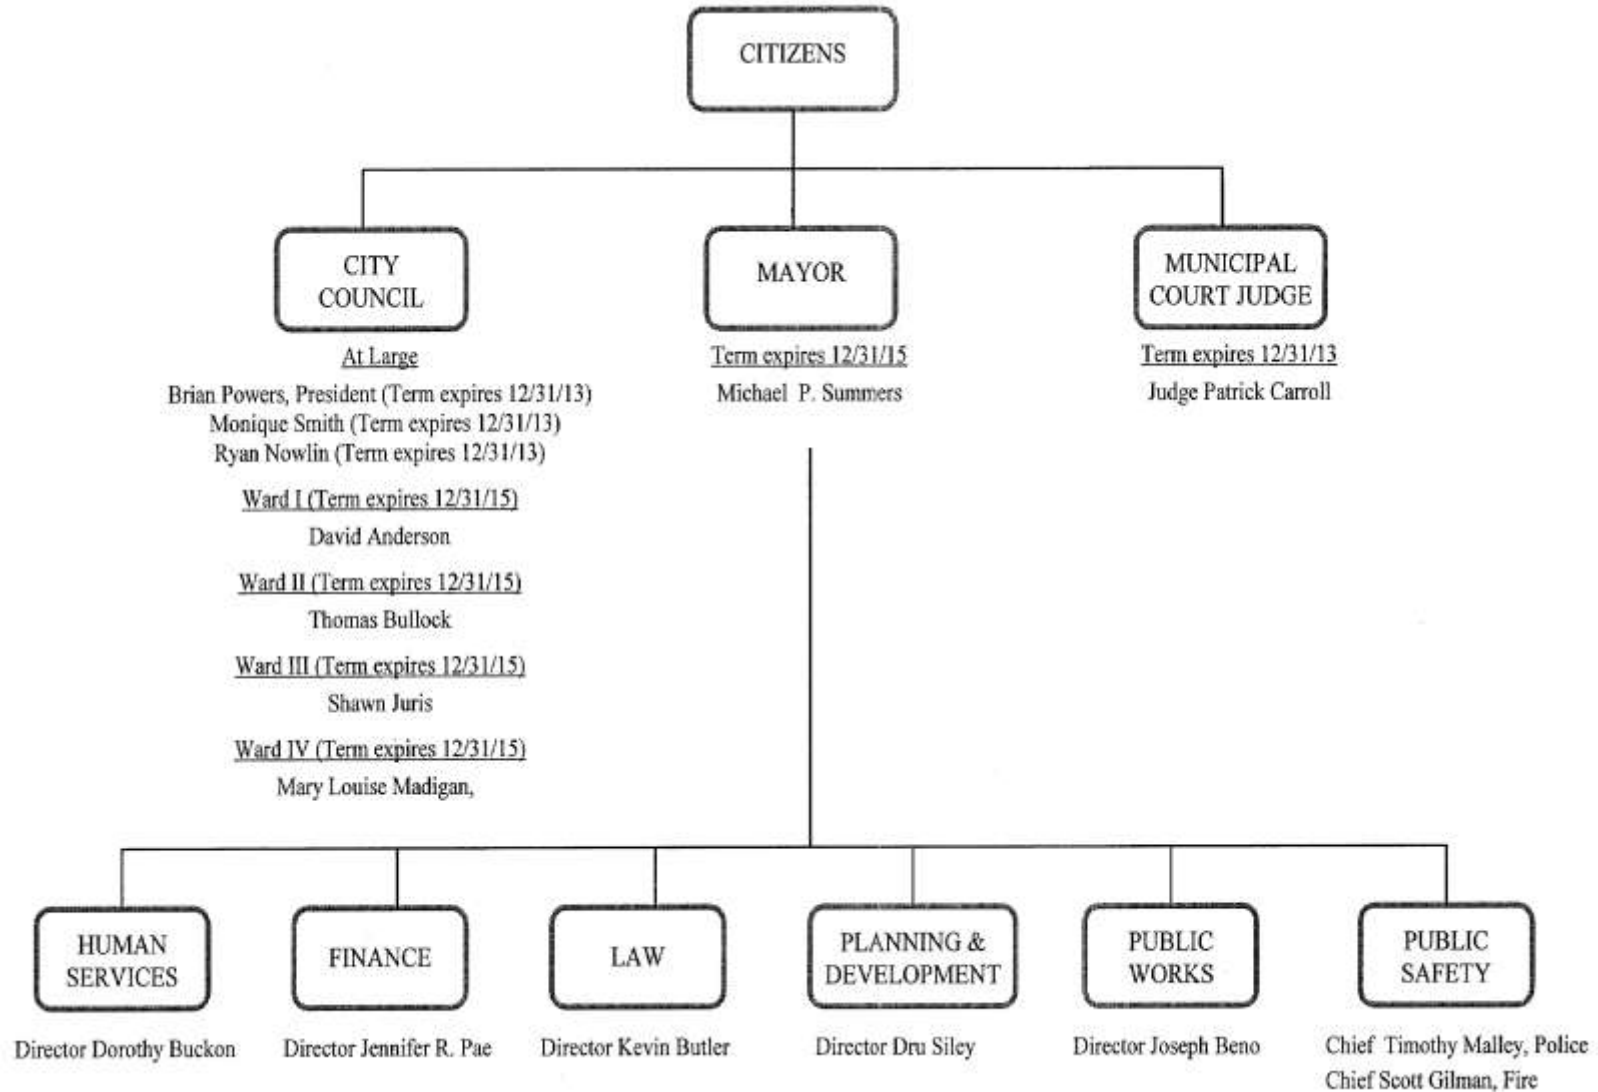 CITIZENS
CITY
COUNCIL
At Large
Brian Powers, President (Term expires 12/31/13)
Monique Smith (Term expires 12/31/13)
Ryan Nowlin (Term expires 12/31/13)
Ward I (Term expires 12/31/15)
David Anderson
Ward II (Term expires 12/31/15)
Thomas Bullock
Ward III (Term expires 12/31/15)
Shawn Juris
Ward IV (Term expires 12/31/15)
Mary Louise Madigan,
MAYOR
Term expires 12/31/15
Michael P. Summers
MUNICIPAL
COURT JUDGE
Term expires 12/31/13
Judge Patrick Carroll
HUMAN
SERVICES
Director Dorothy Buckon
FINANCE
Director Jennifer R. Pae
LAW
Director Kevin Butler
PLANNING &
DEVELOPMENT
Director Dru Siley
PUBLIC
WORKS
Director Joseph Beno
PUBLIC
SAFETY
Chief Timothy Malley, Police
Chief Scott Gilman, Fire